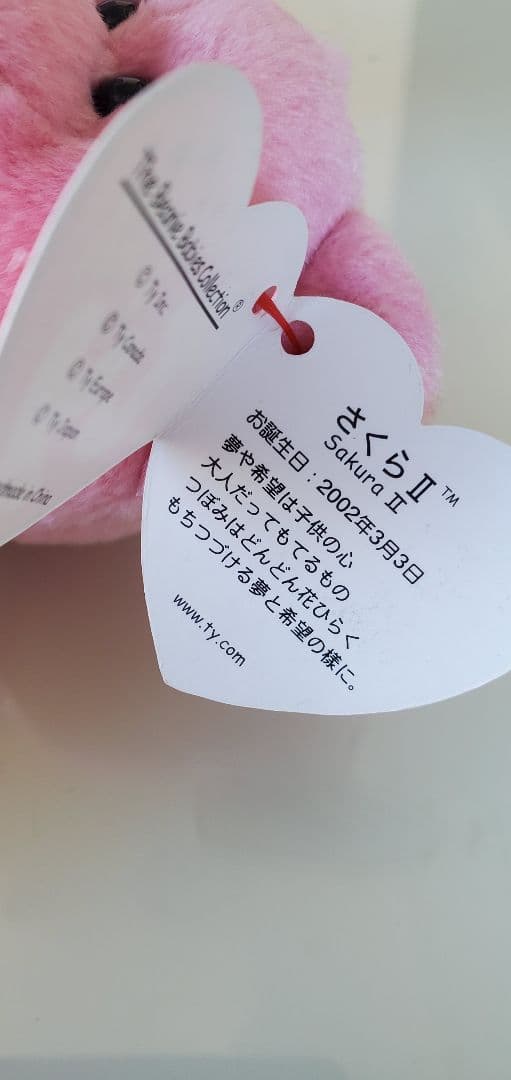 The Beanie Babies Collection®
© Ty Inc.
© Ty Canada
© Ty Europe
© Ty Japan
in China
さくらⅡ™
Sakura Ⅱ
お誕生日：2002年3月3日
夢や希望は子供の心
大人だってもてるもの
つぼみはどんどん花ひらく
もちつづける夢と希望の様に。
www.ty.com